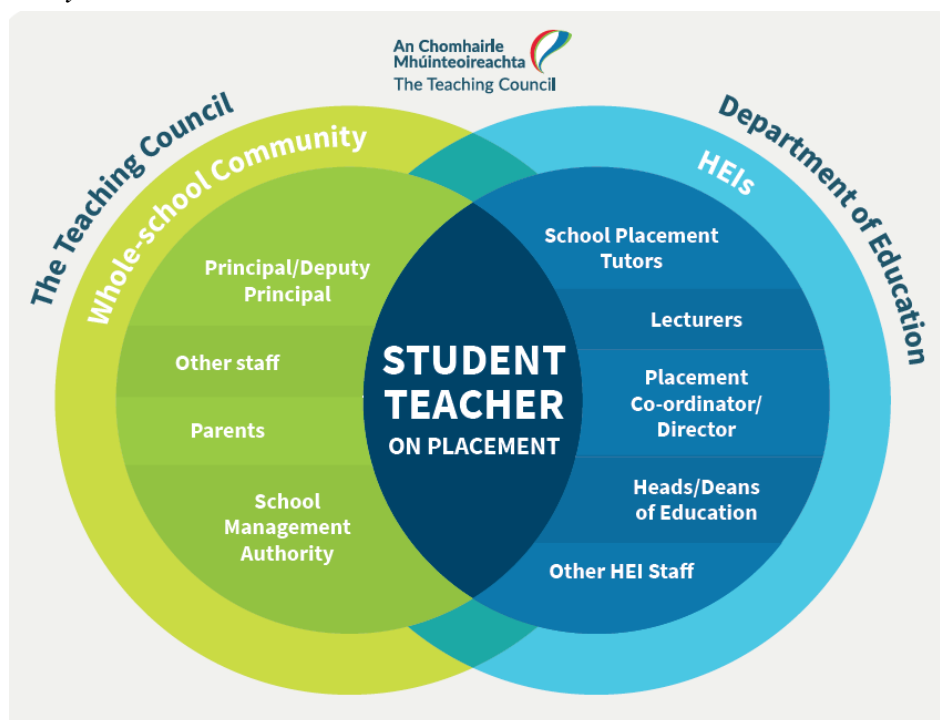 An Chomhairle
Mhúinteoireachta
The Teaching Council
The Teaching Council
Whole-school Community
Principal/Deputy
Principal
Other staff
Parents
School
Management
Authority
STUDENT
TEACHER
ON PLACEMENT
Department of Education
HEIs
School Placement
Tutors
Lecturers
Placement
Co-ordinator/
Director
Heads/Deans
of Education
Other HEI Staff